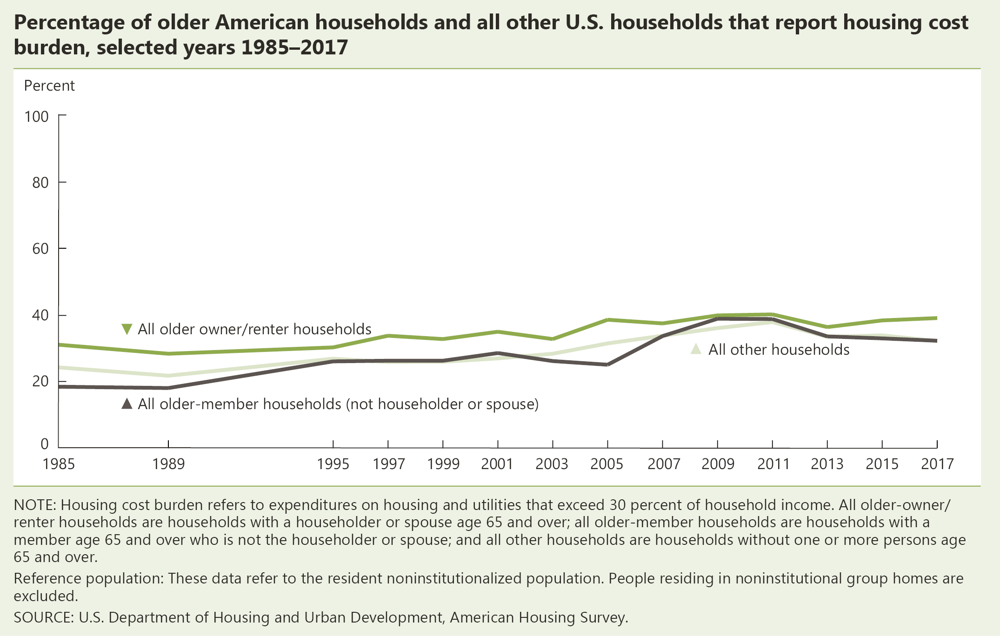 Percentage of older American households and all other U.S. households that report housing cost
burden, selected years 1985–2017
Percent
100
80
60
40
20
0
▼ All older owner/renter households
▲ All other households
▲ All older-member households (not householder or spouse)
1985 1989 1995 1997 1999 2001 2003 2005 2007 2009 2011 2013 2015 2017
NOTE: Housing cost burden refers to expenditures on housing and utilities that exceed 30 percent of household income. All older-owner/
renter households are households with a householder or spouse age 65 and over; all older-member households are households with a
member age 65 and over who is not the householder or spouse; and all other households are households without one or more persons age
65 and over.
Reference population: These data refer to the resident noninstitutionalized population. People residing in noninstitutional group homes are
excluded.
SOURCE: U.S. Department of Housing and Urban Development, American Housing Survey.